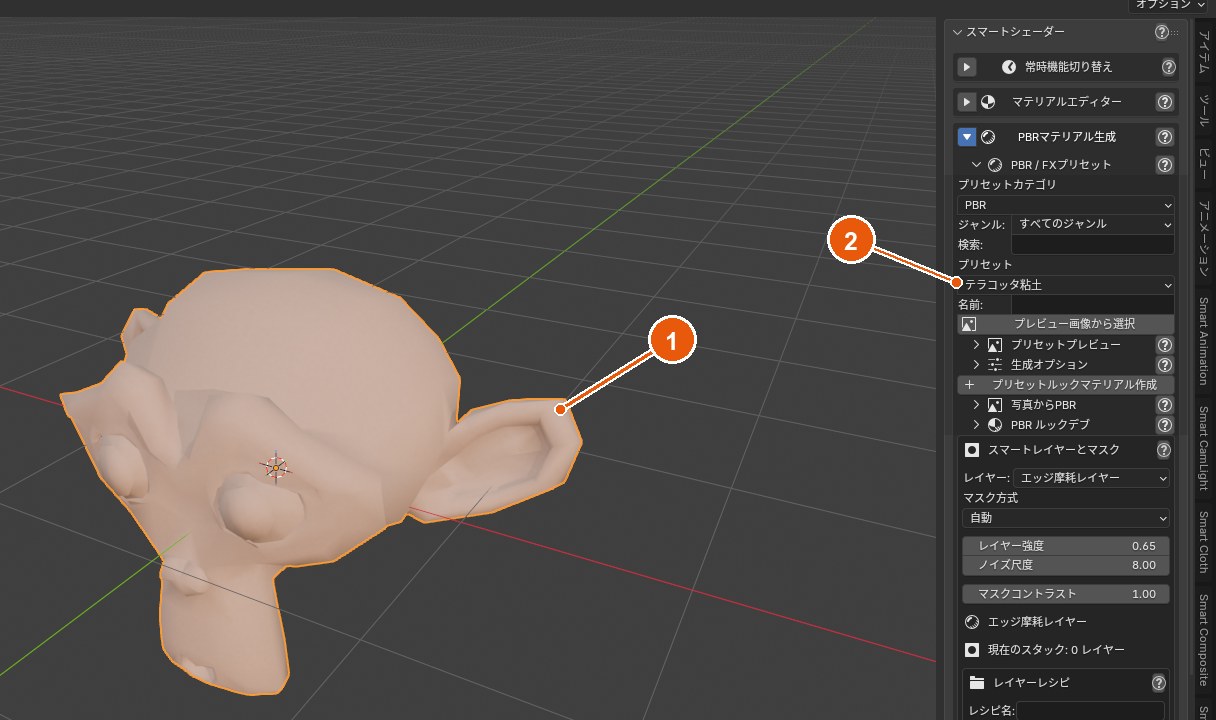 オプション
スマートシェーダー
常時機能切り替え
マテリアルエディター
PBRマテリアル生成
PBR / FXプリセット
プリセットカテゴリ
PBR
ジャンル: すべてのジャンル
検索:
プリセット
テラコッタ粘土
名前:
プレビュー画像から選択
プリセットプレビュー
生成オプション
プリセットルックマテリアル作成
写真からPBR
PBR ルックデブ
スマートレイヤーとマスク
レイヤー: エッジ摩耗レイヤー
マスク方式
自動
レイヤー強度 0.65
ノイズ尺度 8.00
マスクコントラスト 1.00
エッジ摩耗レイヤー
現在のスタック: 0 レイヤー
レイヤーレシピ
レシピ名:
アイテム
ツール
ビュー
アニメーション
Smart Animation
Smart CamLight
Smart Cloth
Smart Composite
1
2